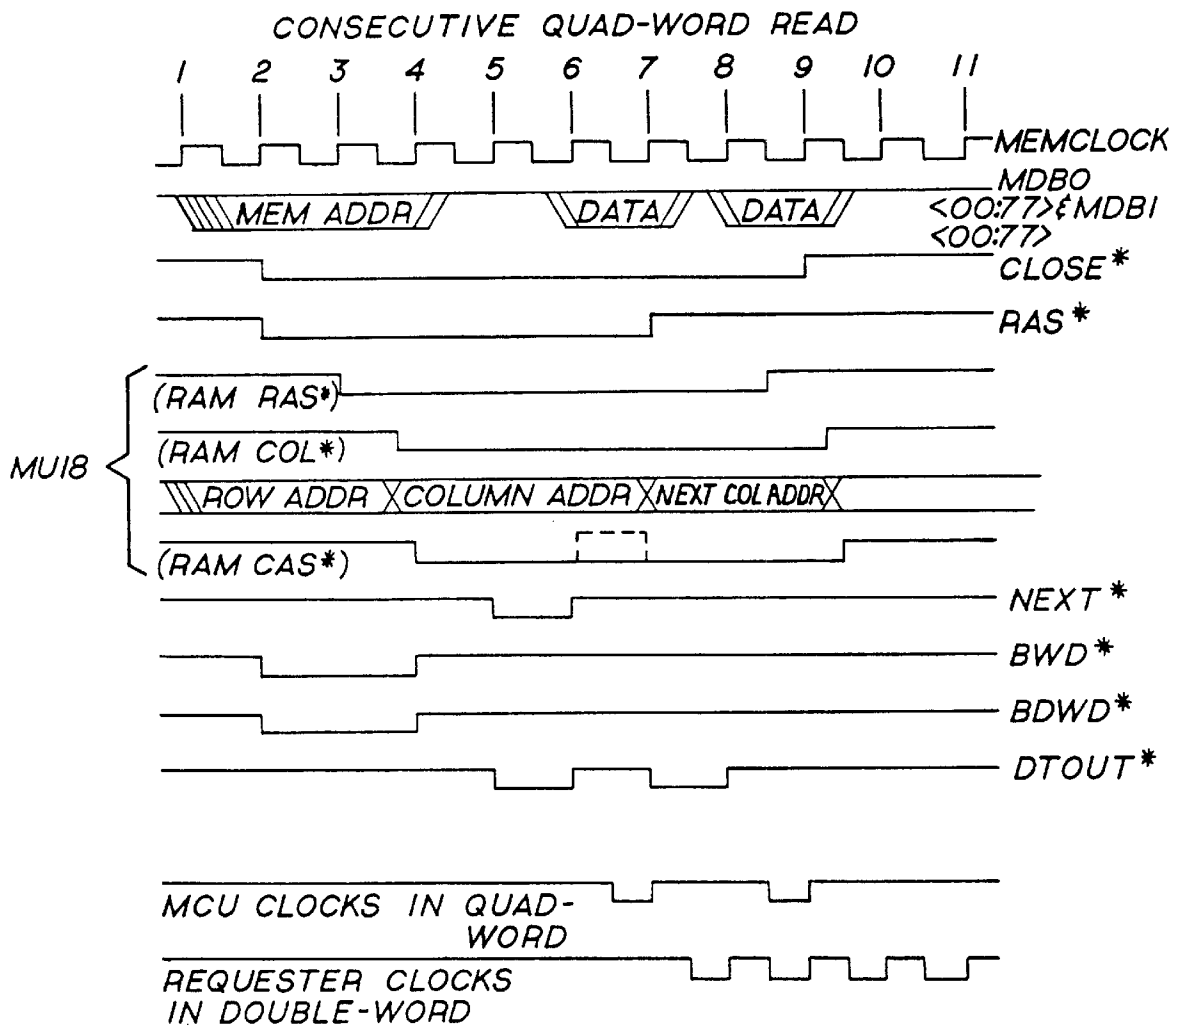 CONSECUTIVE QUAD-WORD READ
1 2 3 4 5 6 7 8 9 10 11
MEMCLOCK
MDBO
MEM ADDR DATA DATA <00:77>&MDBI
<00:77>
CLOSE*
RAS*
(RAM RAS*)
(RAM COL*)
MU18
ROW ADDR COLUMN ADDR NEXT COL ADDR
(RAM CAS*)
NEXT*
BWD*
BDWD*
DTOUT*
MCU CLOCKS IN QUAD-
WORD
REQUESTER CLOCKS
IN DOUBLE-WORD